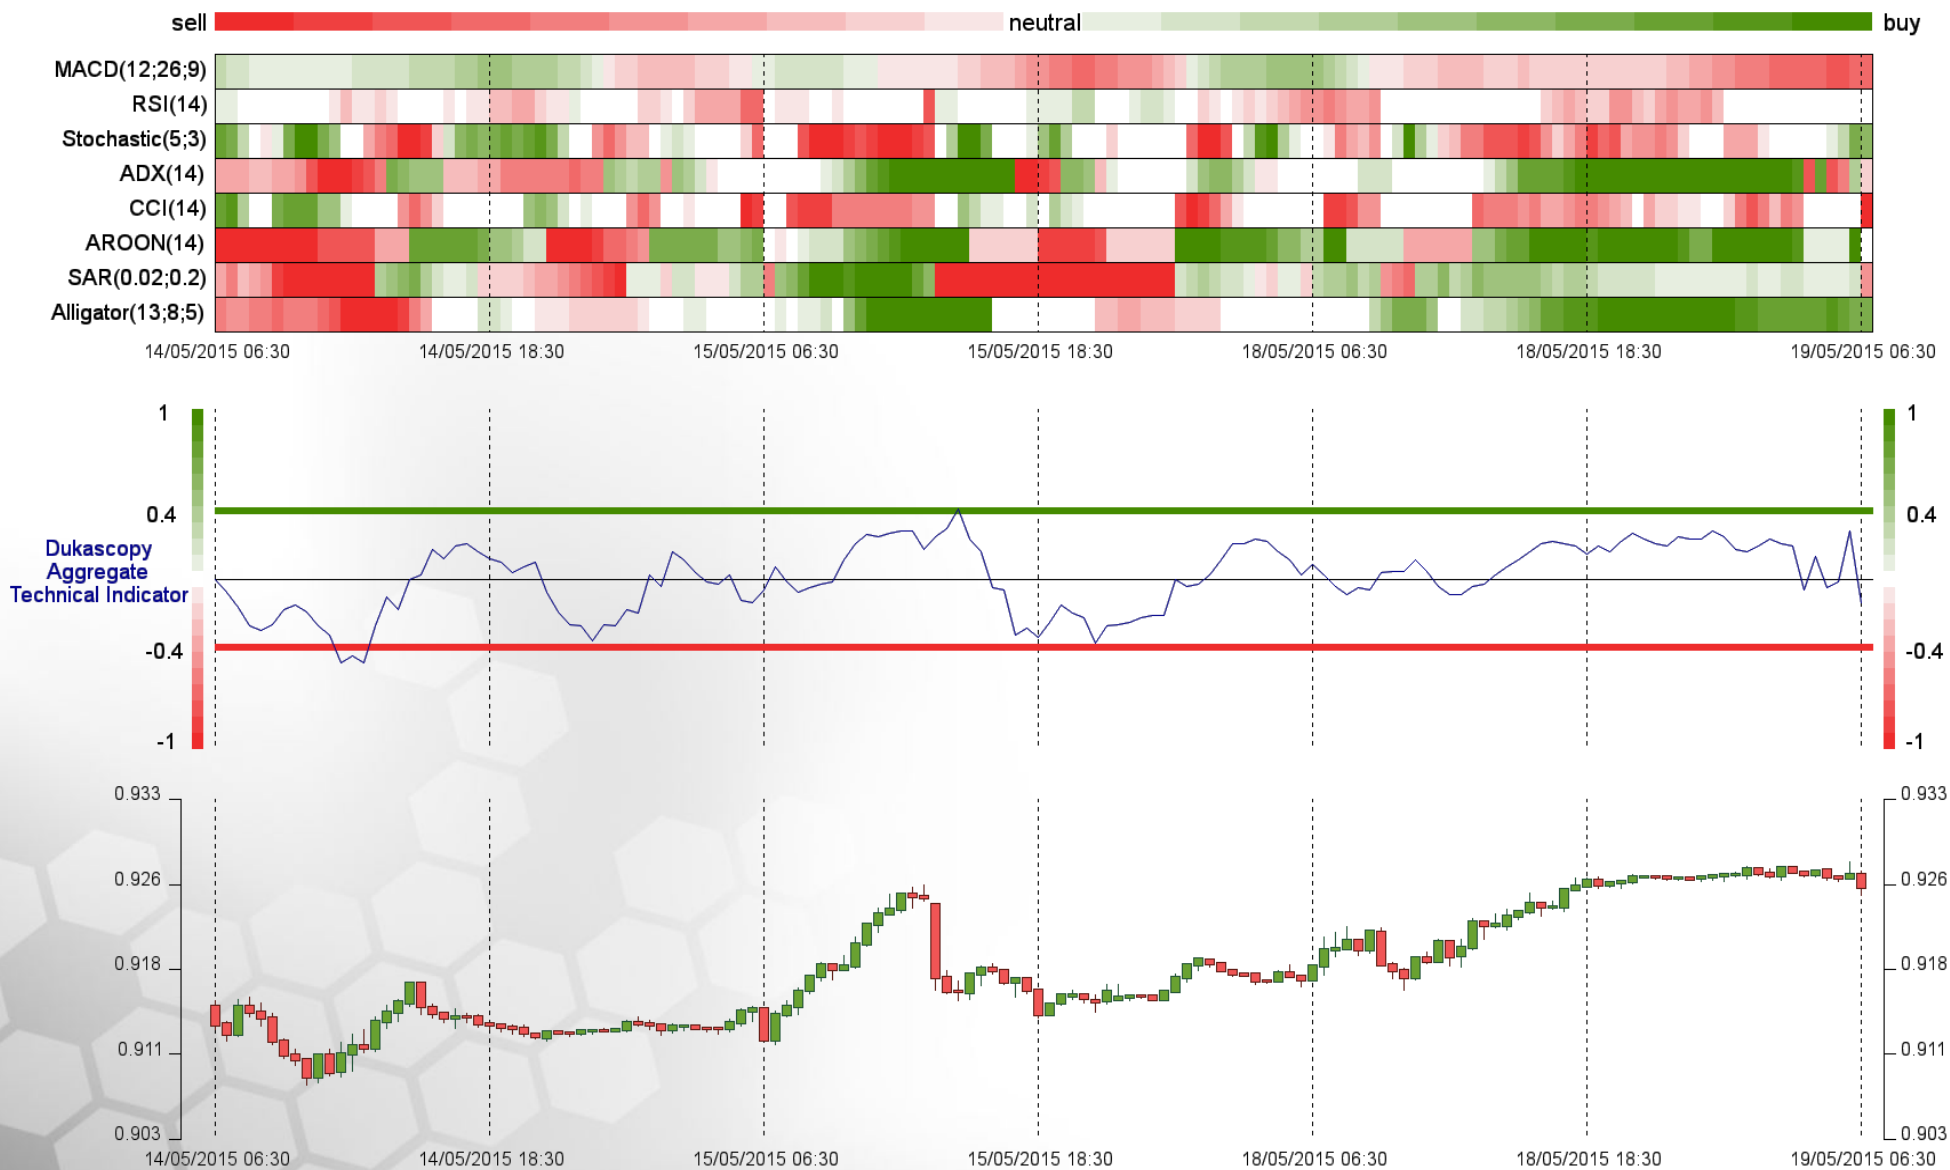 sell neutral buy
MACD(12;26;9)
RSI(14)
Stochastic(5;3)
ADX(14)
CCI(14)
AROON(14)
SAR(0.02;0.2)
Alligator(13;8;5)
14/05/2015 06:30 14/05/2015 18:30 15/05/2015 06:30 15/05/2015 18:30 18/05/2015 06:30 18/05/2015 18:30 19/05/2015 06:30
1 1
0.4 0.4
Dukascopy
Aggregate
Technical Indicator
-0.4 -0.4
-1 -1
0.933 0.933
0.926 0.926
0.918 0.918
0.911 0.911
0.903 0.903
14/05/2015 06:30 14/05/2015 18:30 15/05/2015 06:30 15/05/2015 18:30 18/05/2015 06:30 18/05/2015 18:30 19/05/2015 06:30